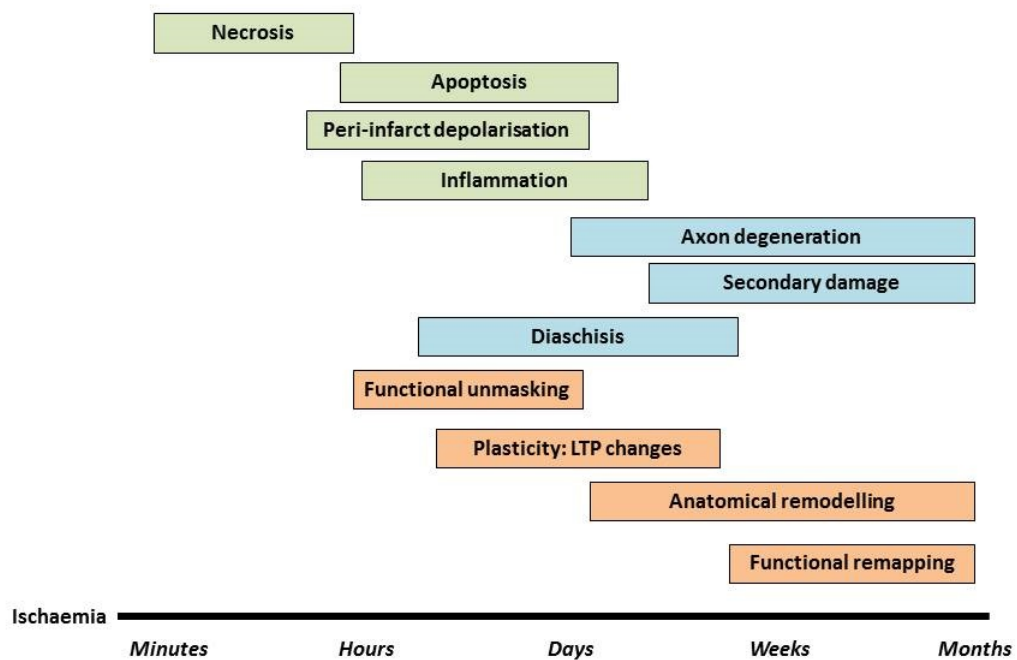 Necrosis
Apoptosis
Peri-infarct depolarisation
Inflammation
Axon degeneration
Secondary damage
Diaschisis
Functional unmasking
Plasticity: LTP changes
Anatomical remodelling
Functional remapping
Ischaemia
Minutes Hours Days Weeks Months